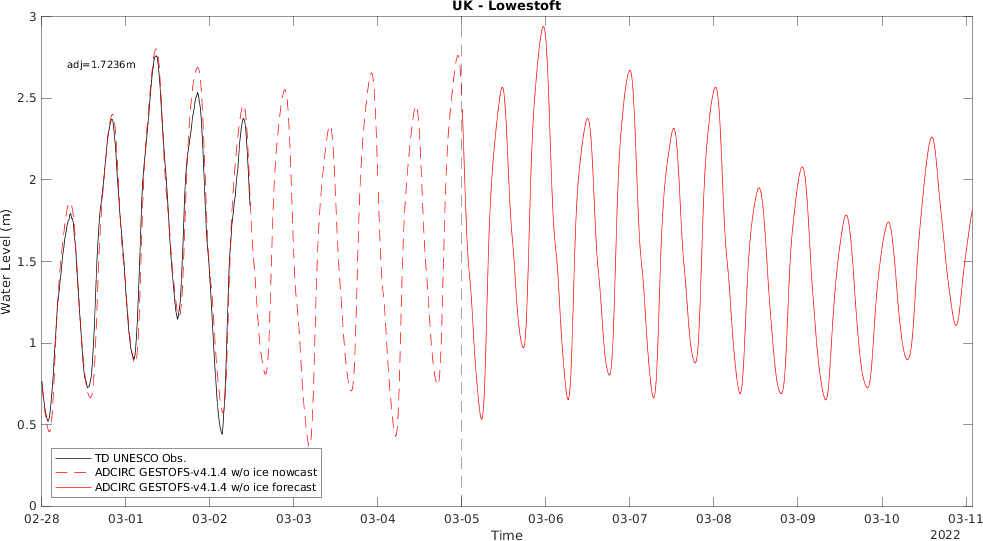 UK - Lowestoft
adj=1.7236m
3
2.5
2
1.5
1
0.5
0
Water Level (m)
TD UNESCO Obs.
ADCIRC GESTOFS-v4.1.4 w/o ice nowcast
ADCIRC GESTOFS-v4.1.4 w/o ice forecast
02-28 03-01 03-02 03-03 03-04 03-05 03-06 03-07 03-08 03-09 03-10 03-11
Time
2022